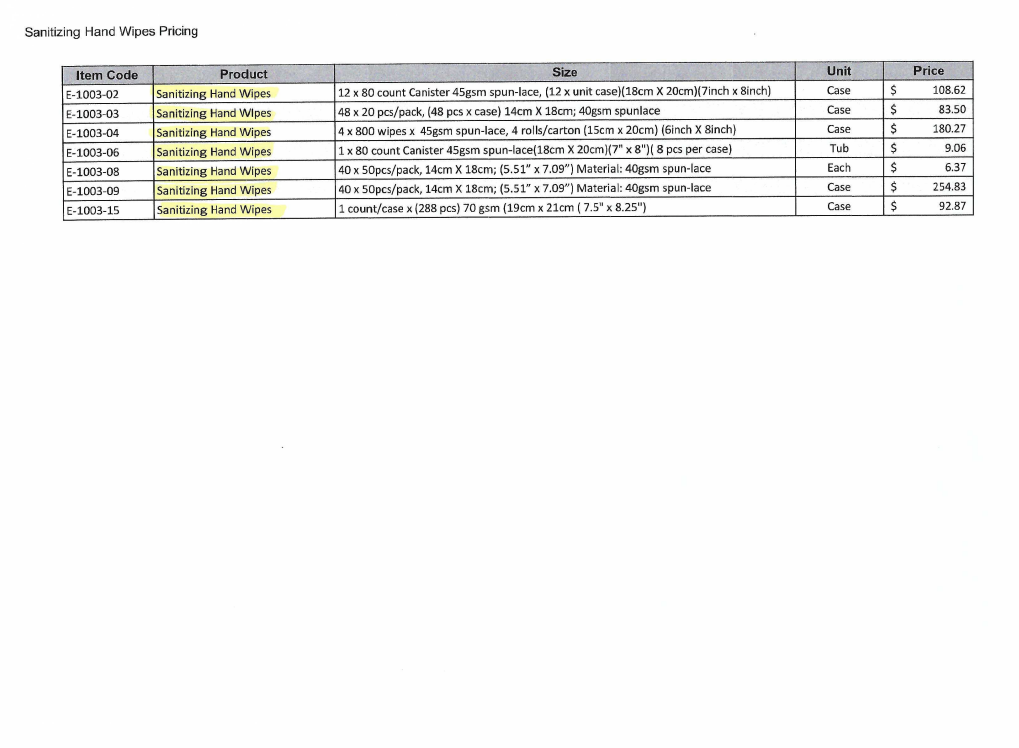 Sanitizing Hand Wipes Pricing
Item Code Product Size Unit Price
E-1003-02 Sanitizing Hand Wipes 12 x 80 count Canister 45gsm spun-lace, (12 x unit case)(18cm X 20cm)(7inch x 8inch) Case $ 108.62
E-1003-03 Sanitizing Hand Wipes 48 x 20 pcs/pack, (48 pcs x case) 14cm X 18cm; 40gsm spunlace Case $ 83.50
E-1003-04 Sanitizing Hand Wipes 4 x 800 wipes x 45gsm spun-lace, 4 rolls/carton (15cm x 20cm) (6inch X 8inch) Case $ 180.27
E-1003-06 Sanitizing Hand Wipes 1 x 80 count Canister 45gsm spun-lace(18cm X 20cm)(7" x 8")( 8 pcs per case) Tub $ 9.06
E-1003-08 Sanitizing Hand Wipes 40 x 50pcs/pack, 14cm X 18cm; (5.51” x 7.09”) Material: 40gsm spun-lace Each $ 6.37
E-1003-09 Sanitizing Hand Wipes 40 x 50pcs/pack, 14cm X 18cm; (5.51” x 7.09”) Material: 40gsm spun-lace Case $ 254.83
E-1003-15 Sanitizing Hand Wipes 1 count/case x (288 pcs) 70 gsm (19cm x 21cm ( 7.5" x 8.25") Case $ 92.87